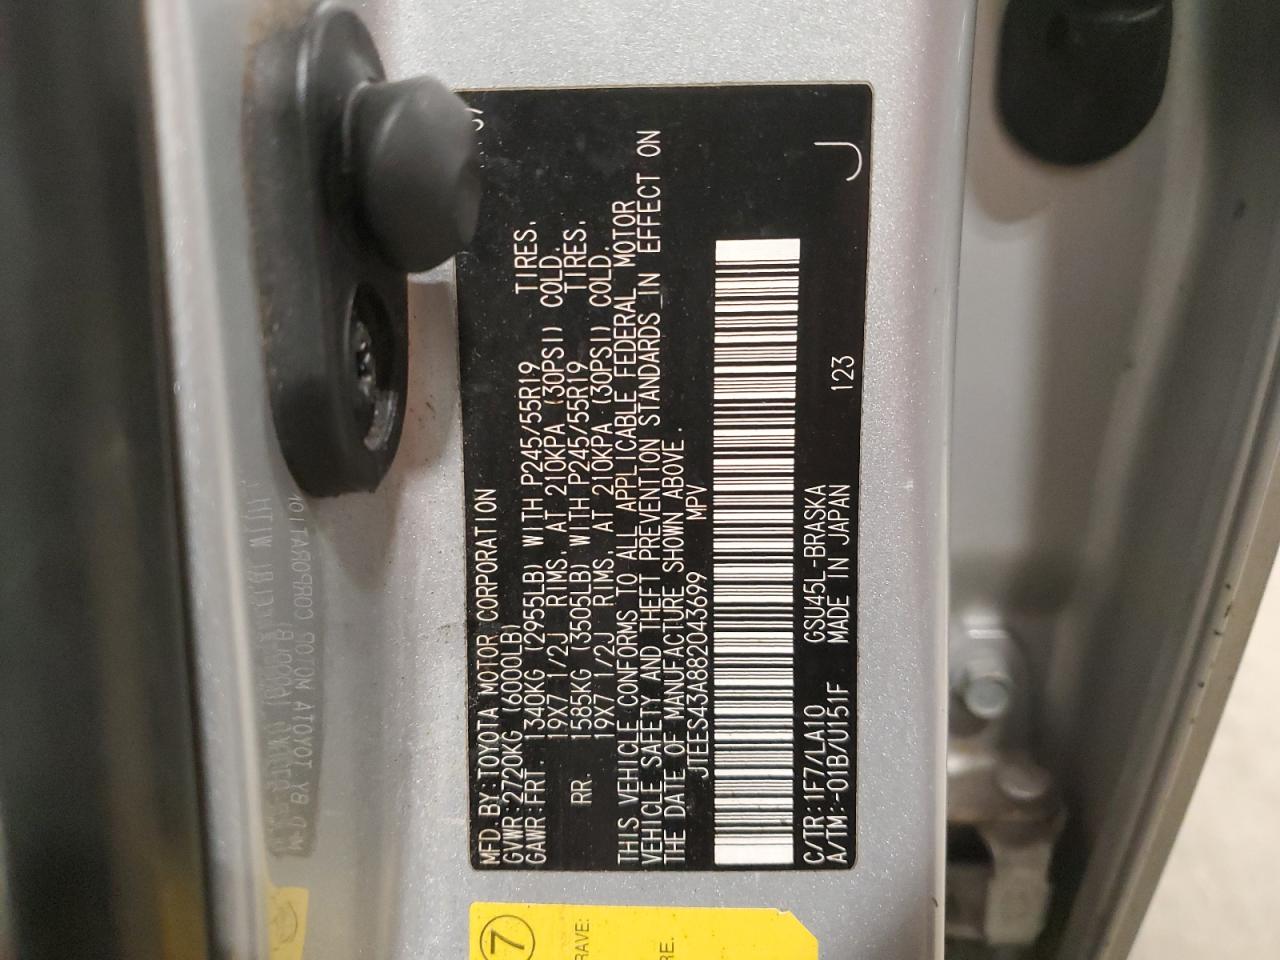 MFD.BY:TOYOTA MOTOR CORPORATION
GVWR:2720KG (6000LB)
GAWR:FRT. 1340KG (2955LB) WITH P245/55R19 TIRES,
19X7 1/2J RIMS, AT 210KPA (30PSI) COLD.
RR. 1585KG (3505LB) WITH P245/55R19 TIRES,
19X7 1/2J RIMS, AT 210KPA (30PSI) COLD.
THIS VEHICLE CONFORMS TO ALL APPLICABLE FEDERAL MOTOR
VEHICLE SAFETY AND THEFT PREVENTION STANDARDS IN EFFECT ON
THE DATE OF MANUFACTURE SHOWN ABOVE.
JTEES43A882043699 MPV
C/TR:1F7/LA10 GSU45L-BRASKA 123
A/TM:-01B/U151F MADE IN JAPAN J
7
RAVE:
RE.